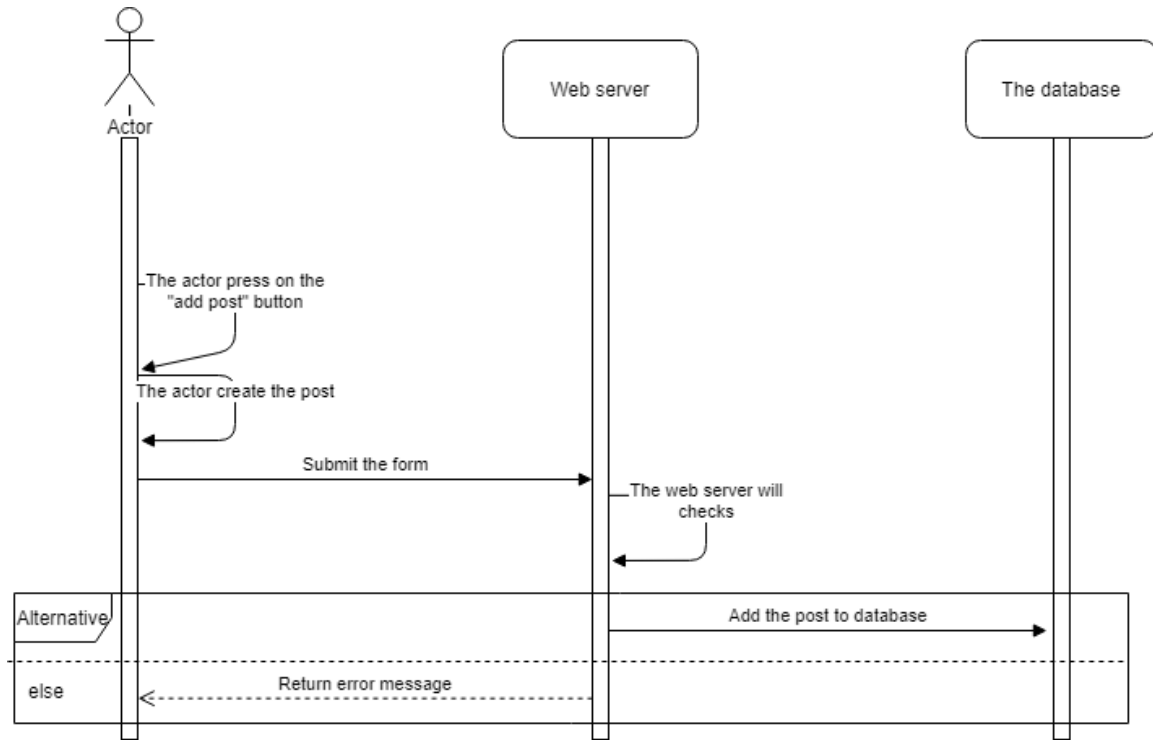 Actor
Web server
The database
The actor press on the
"add post" button
The actor create the post
Submit the form
The web server will
checks
Alternative
Add the post to database
else
Return error message